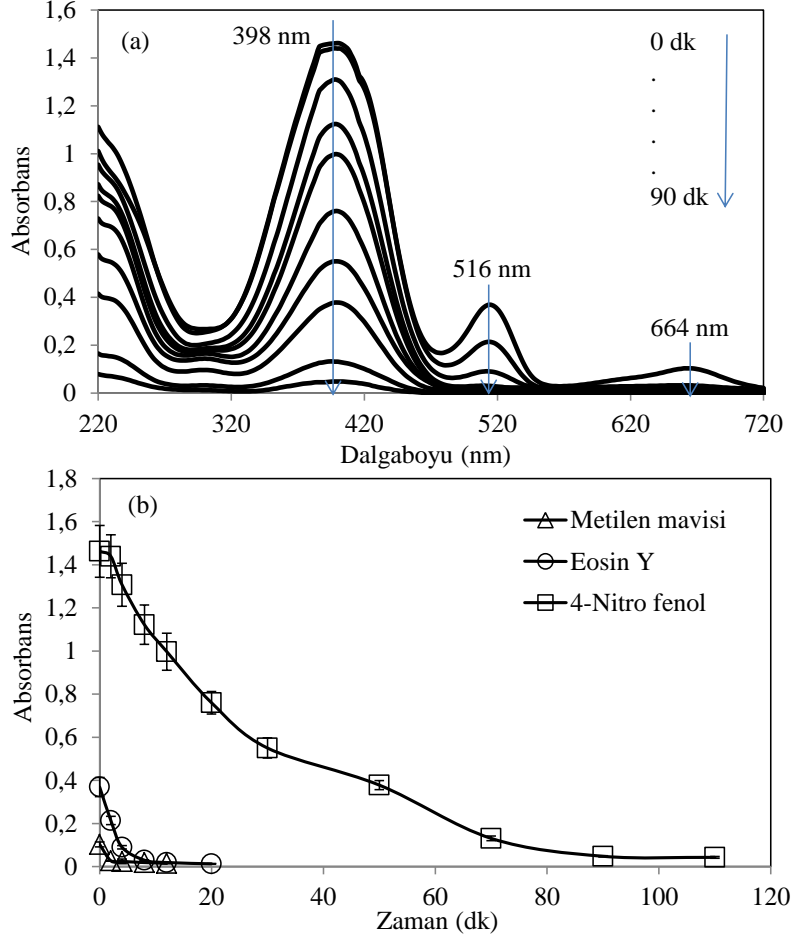 1,6
1,4
1,2
1
0,8
0,6
0,4
0,2
0
Absorbans
(a)
398 nm
0 dk
.
.
.
.
90 dk
516 nm
664 nm
220 320 420 520 620 720
Dalgaboyu (nm)
1,8
1,6
1,4
1,2
1
0,8
0,6
0,4
0,2
0
Absorbans
(b)
Metilen mavisi
Eosin Y
4-Nitro fenol
0 20 40 60 80 100 120
Zaman (dk)